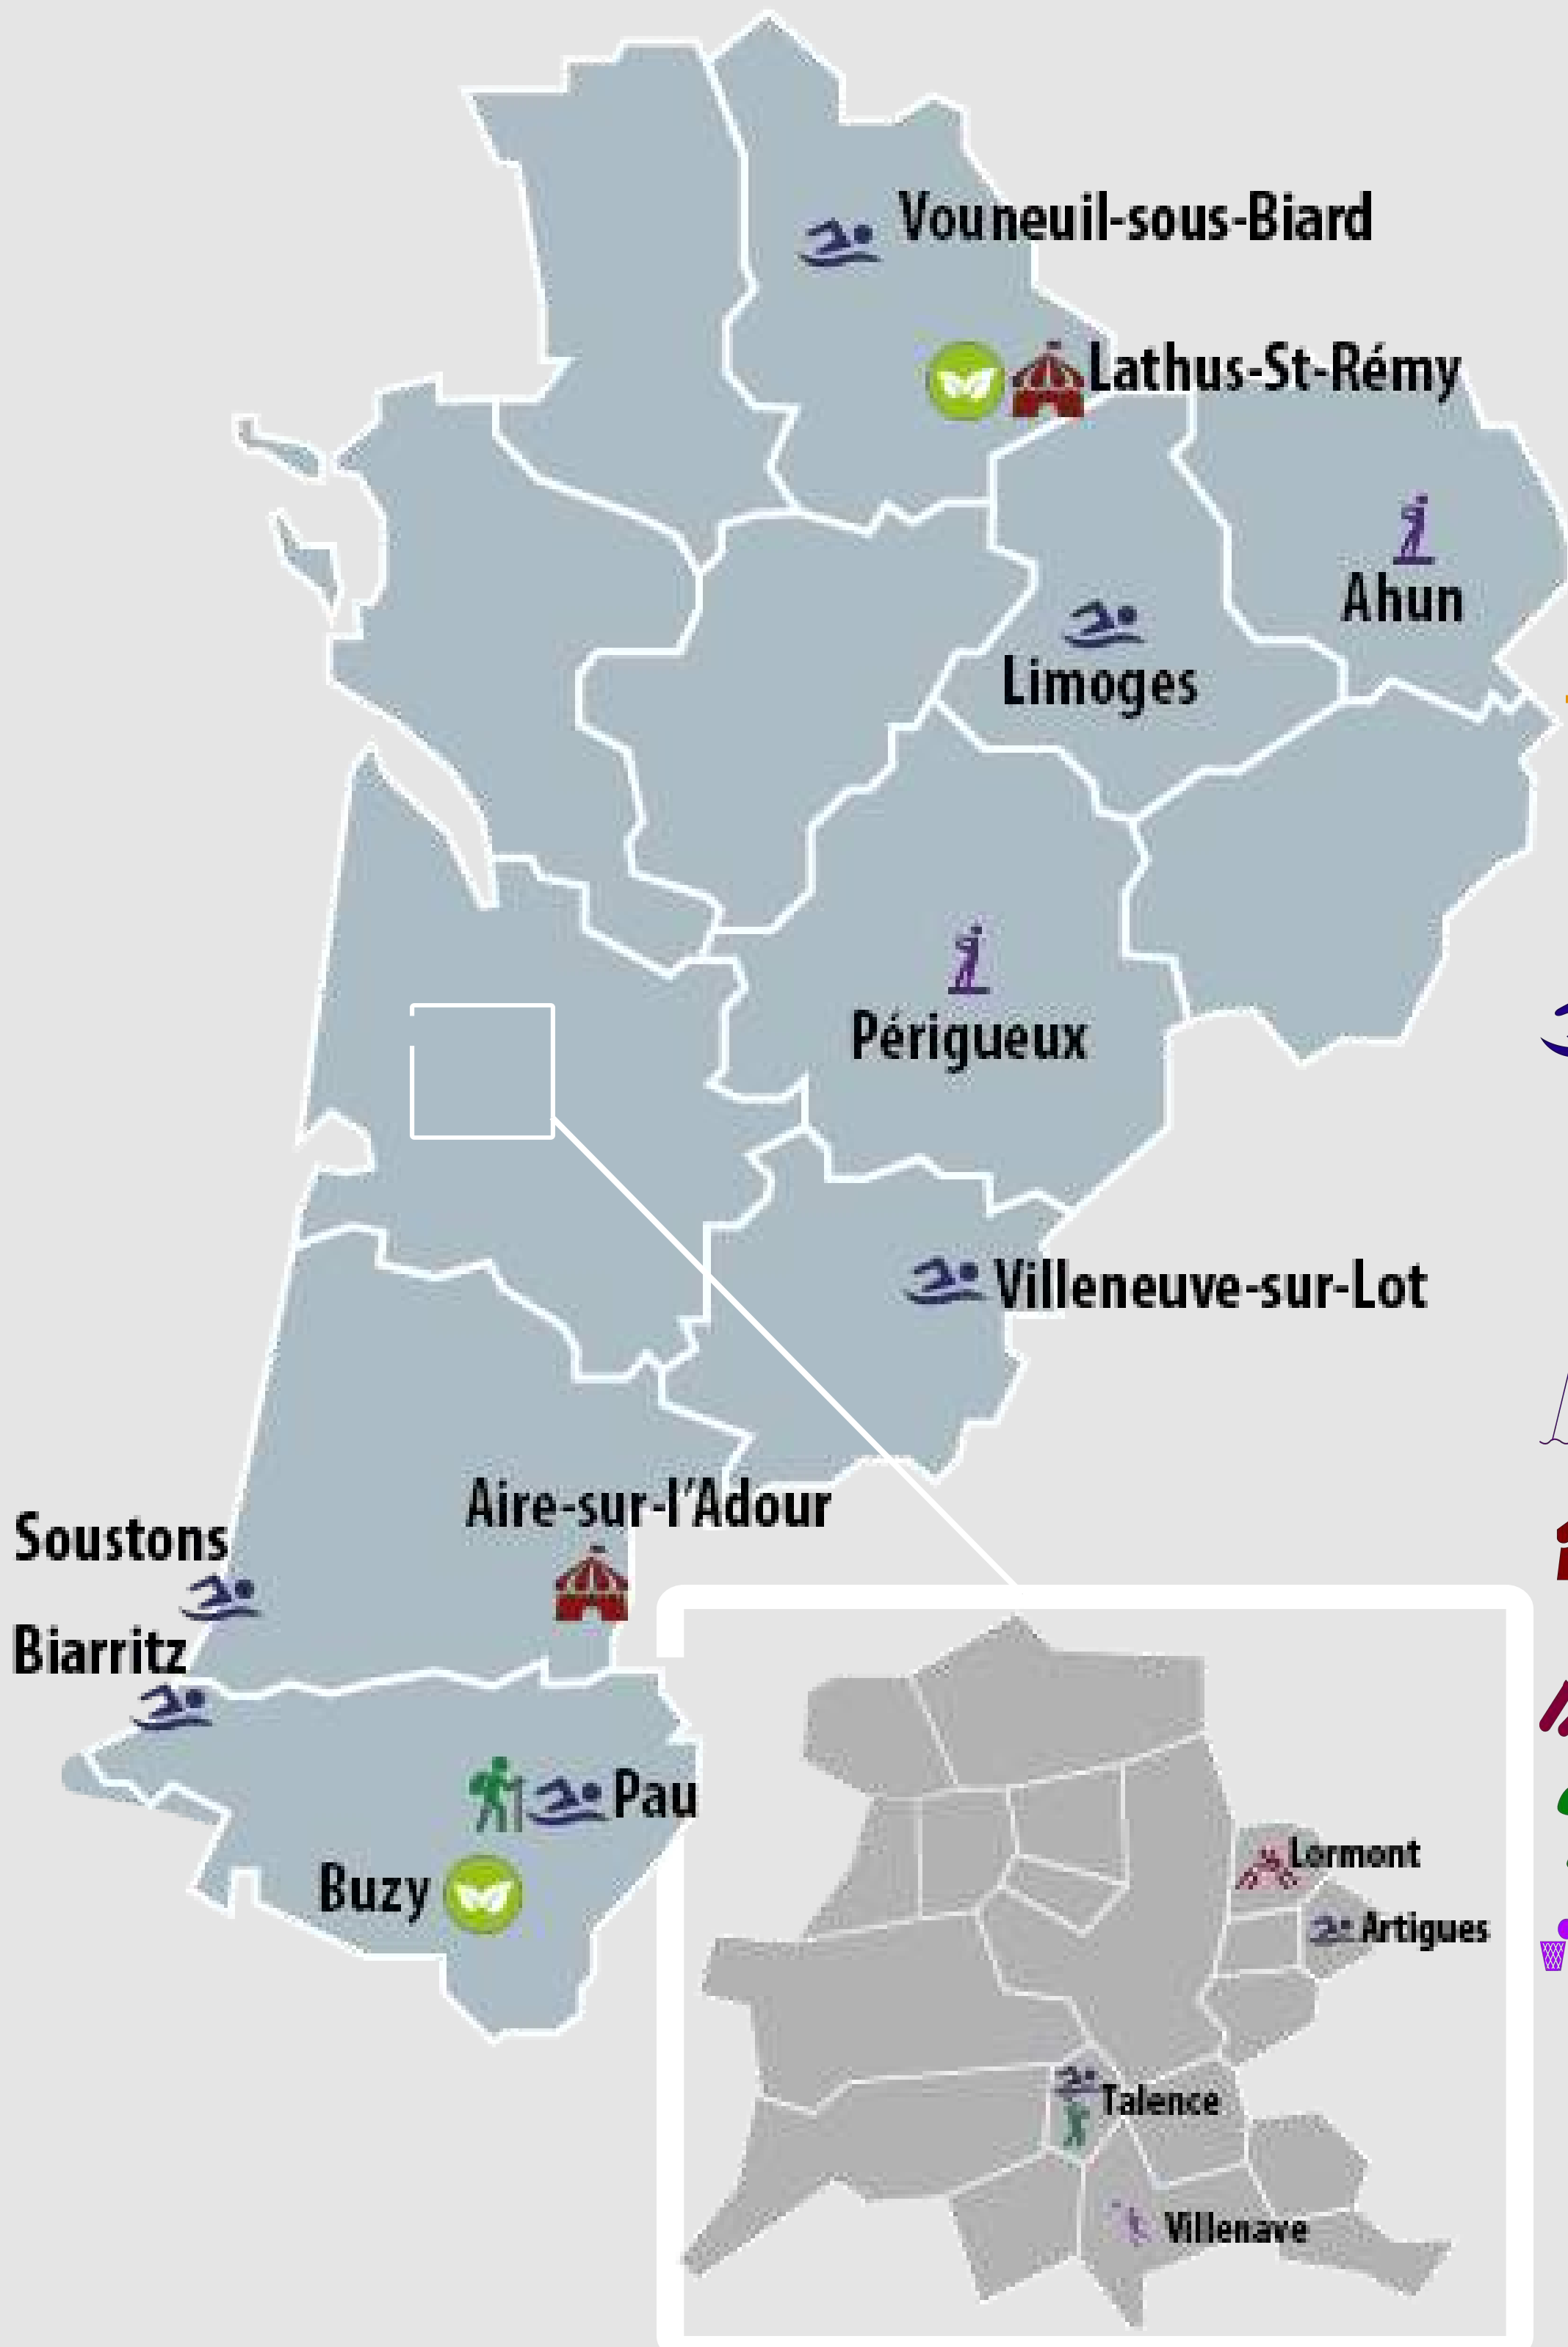 Vouneuil-sous-Biard
Lathus-St-Rémy
Ahun
Limoges
Périgueux
Villeneuve-sur-Lot
Aire-sur-l'Adour
Soustons
Biarritz
Pau
Buzy
Lormont
Artigues
Talence
Villenave